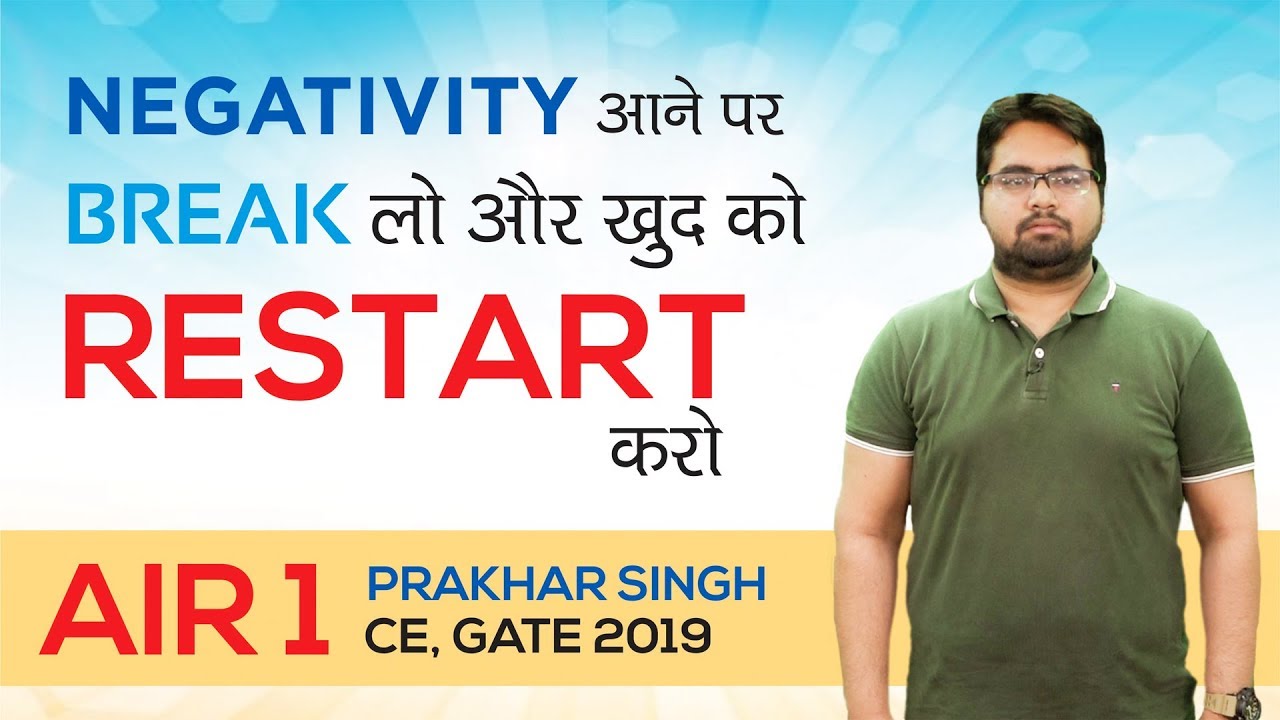 NEGATIVITY आने पर
BREAK लो और खुद को
RESTART
करो
AIR 1
PRAKHAR SINGH
CE, GATE 2019